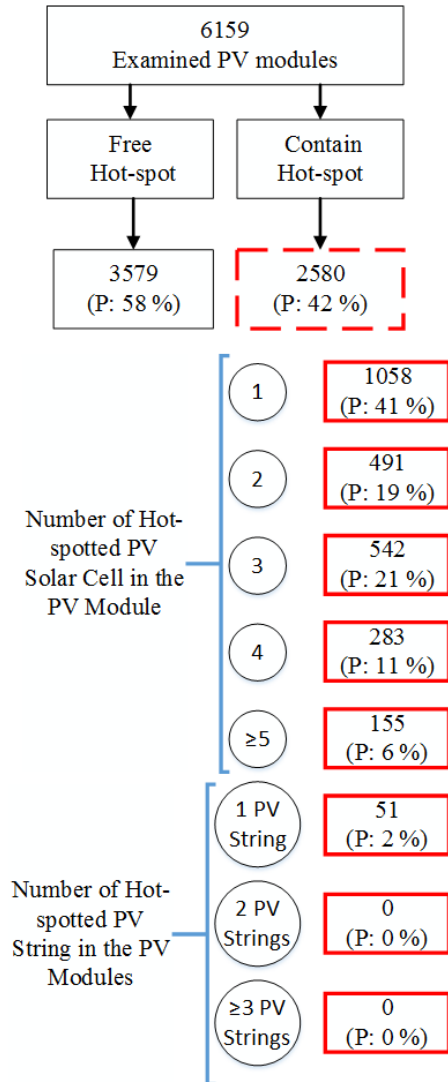 6159
Examined PV modules
Free
Hot-spot
Contain
Hot-spot
3579
(P: 58 %)
2580
(P: 42 %)
Number of Hot-
spotted PV
Solar Cell in the
PV Module
1
1058
(P: 41 %)
2
491
(P: 19 %)
3
542
(P: 21 %)
4
283
(P: 11 %)
≥5
155
(P: 6 %)
Number of Hot-
spotted PV
String in the PV
Modules
1 PV
String
51
(P: 2 %)
2 PV
Strings
0
(P: 0 %)
≥3 PV
Strings
0
(P: 0 %)